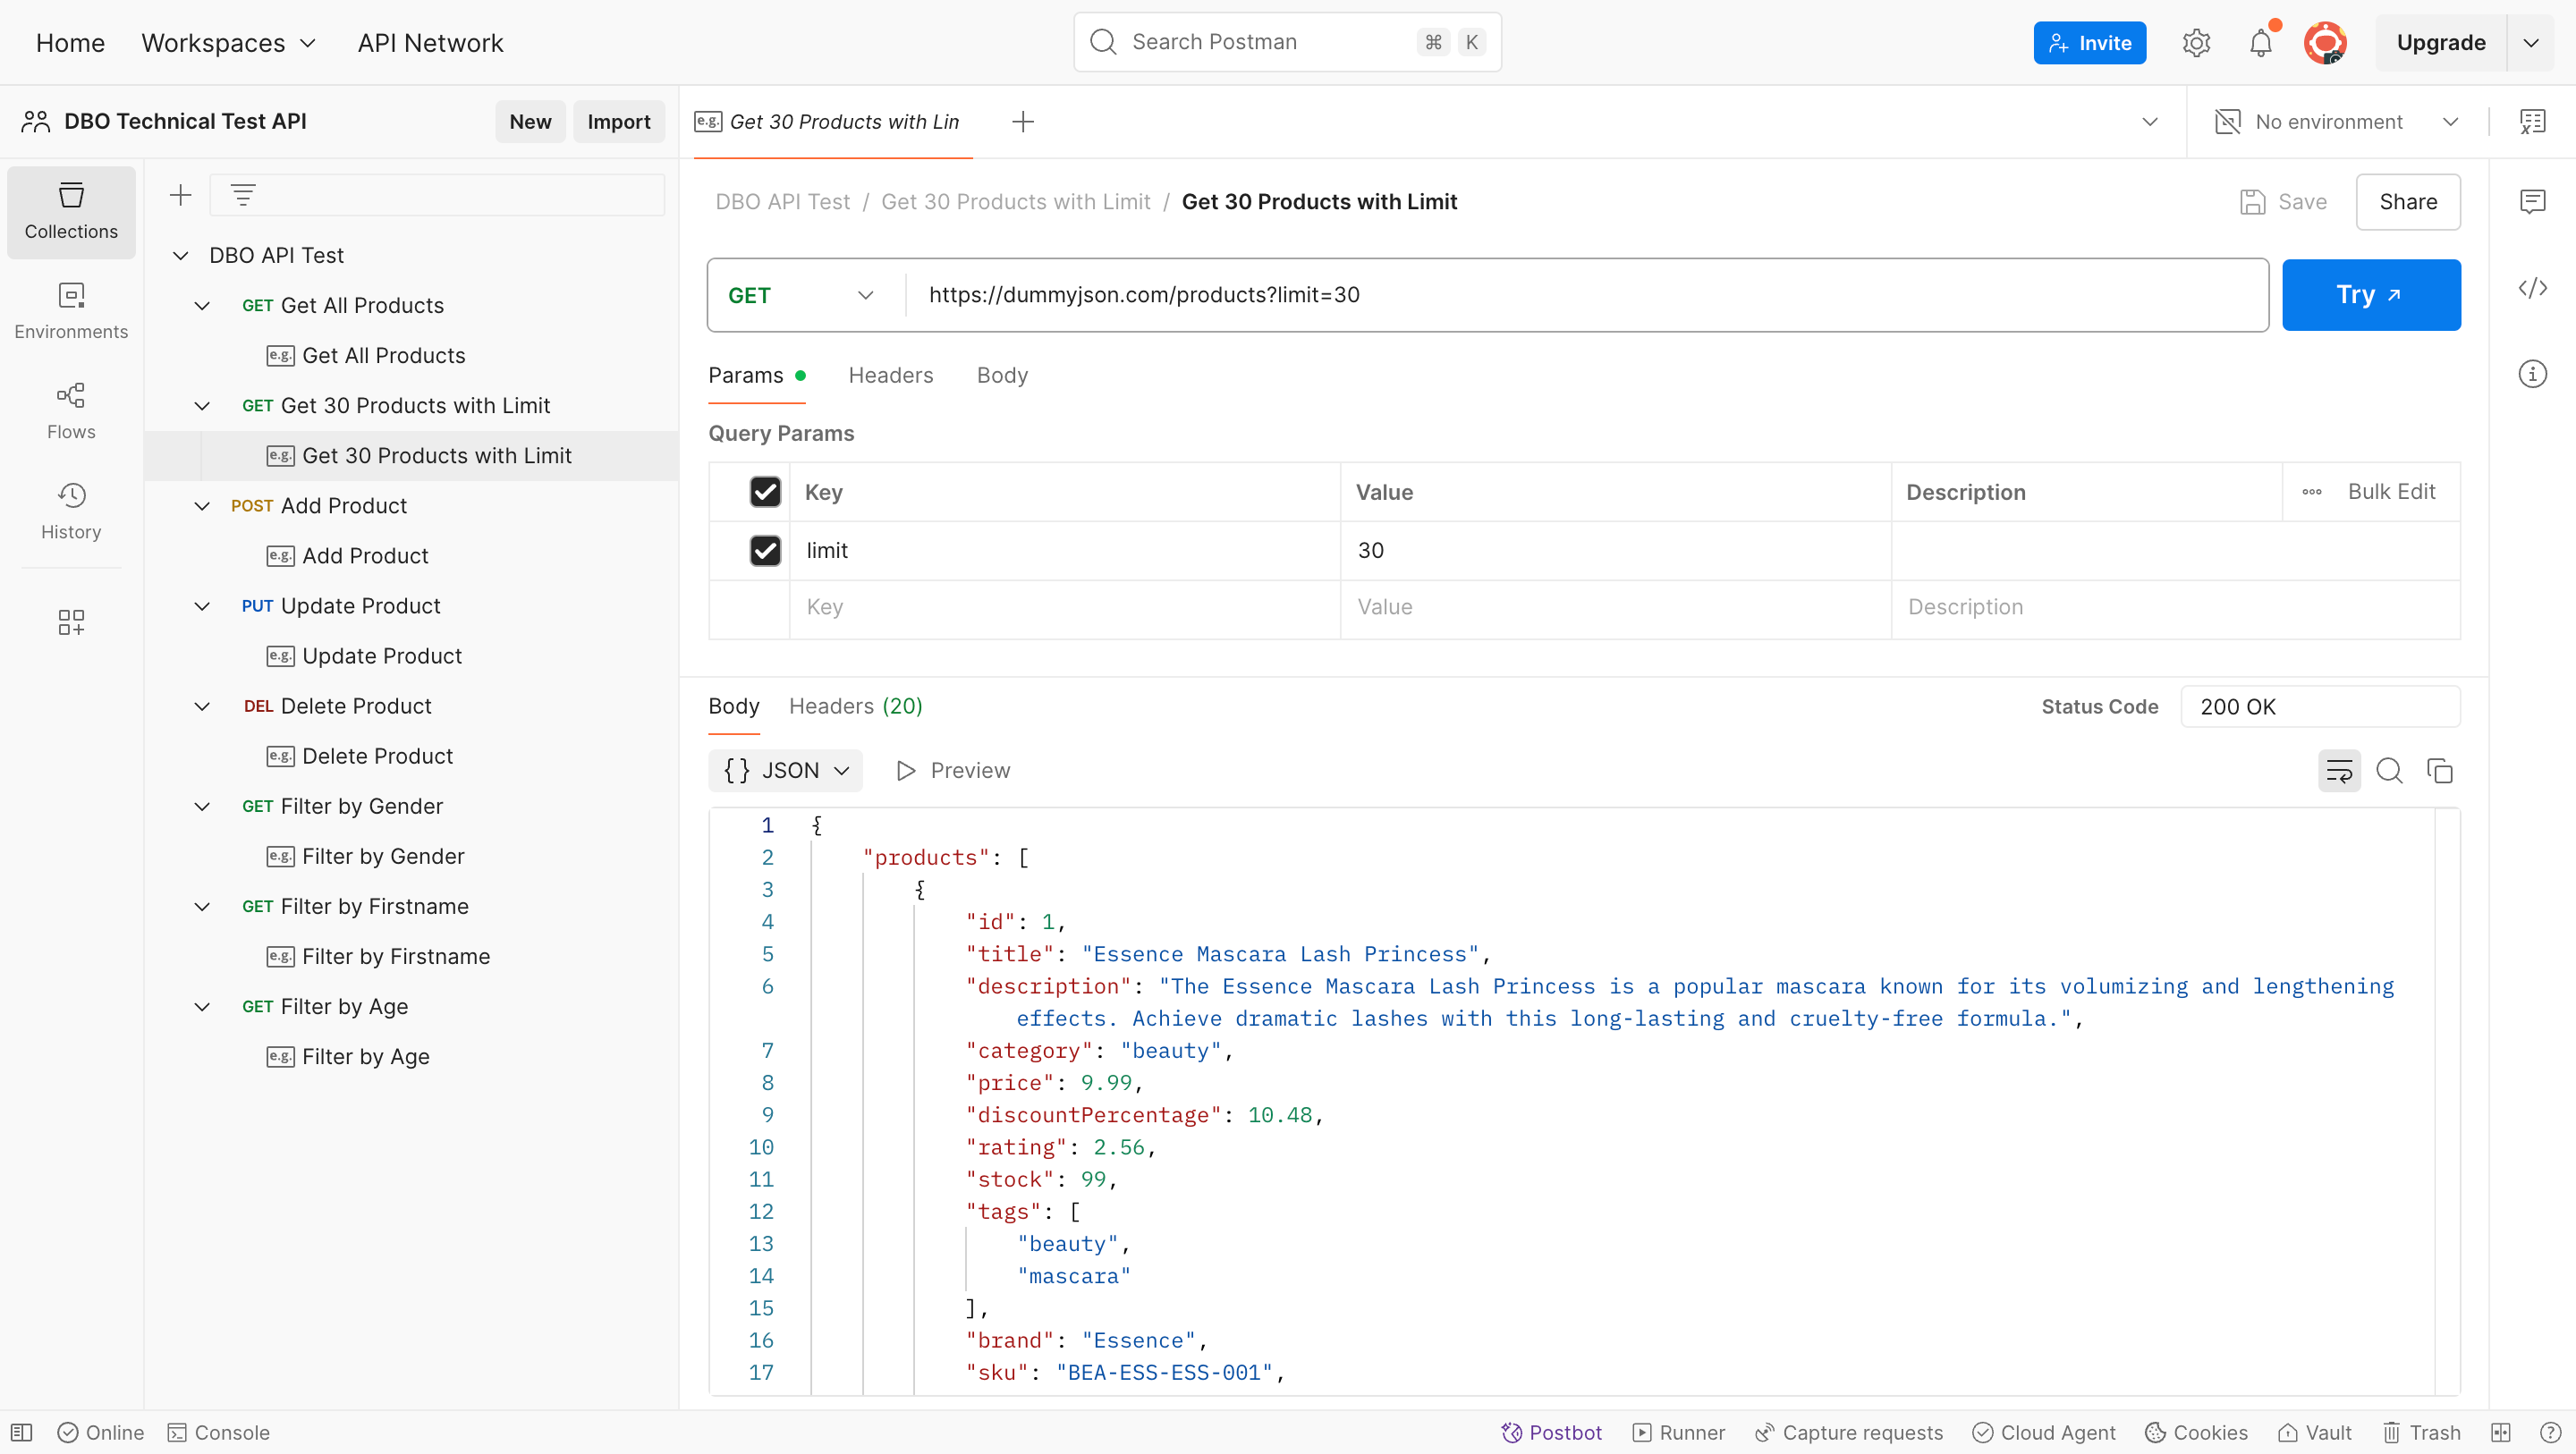 Home
Workspaces
API Network
Search Postman
⌘ K
Invite
Upgrade
DBO Technical Test API
New
Import
e.g. Get 30 Products with Lin
No environment
Collections
Environments
Flows
History
DBO API Test
GET Get All Products
e.g. Get All Products
GET Get 30 Products with Limit
e.g. Get 30 Products with Limit
POST Add Product
e.g. Add Product
PUT Update Product
e.g. Update Product
DEL Delete Product
e.g. Delete Product
GET Filter by Gender
e.g. Filter by Gender
GET Filter by Firstname
e.g. Filter by Firstname
GET Filter by Age
e.g. Filter by Age
DBO API Test / Get 30 Products with Limit / Get 30 Products with Limit
Save
Share
GET
https://dummyjson.com/products?limit=30
Try
Params
Headers
Body
Query Params
Key Value Description Bulk Edit
limit 30
Key Value Description
Body
Headers (20)
Status Code
200 OK
{} JSON
Preview
1 {
2 "products": [
3 {
4 "id": 1,
5 "title": "Essence Mascara Lash Princess",
6 "description": "The Essence Mascara Lash Princess is a popular mascara known for its volumizing and lengthening
effects. Achieve dramatic lashes with this long-lasting and cruelty-free formula.",
7 "category": "beauty",
8 "price": 9.99,
9 "discountPercentage": 10.48,
10 "rating": 2.56,
11 "stock": 99,
12 "tags": [
13 "beauty",
14 "mascara"
15 ],
16 "brand": "Essence",
17 "sku": "BEA-ESS-ESS-001",
Online
Console
Postbot
Runner
Capture requests
Cloud Agent
Cookies
Vault
Trash